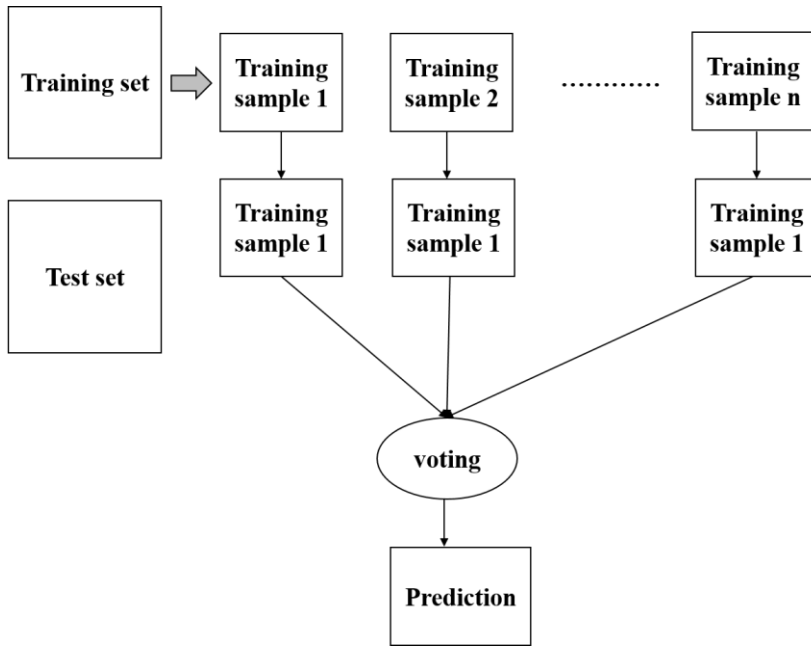 Training set
Training
sample 1
Training
sample 2
Training
sample n
Training
sample 1
Training
sample 1
Training
sample 1
Test set
voting
Prediction